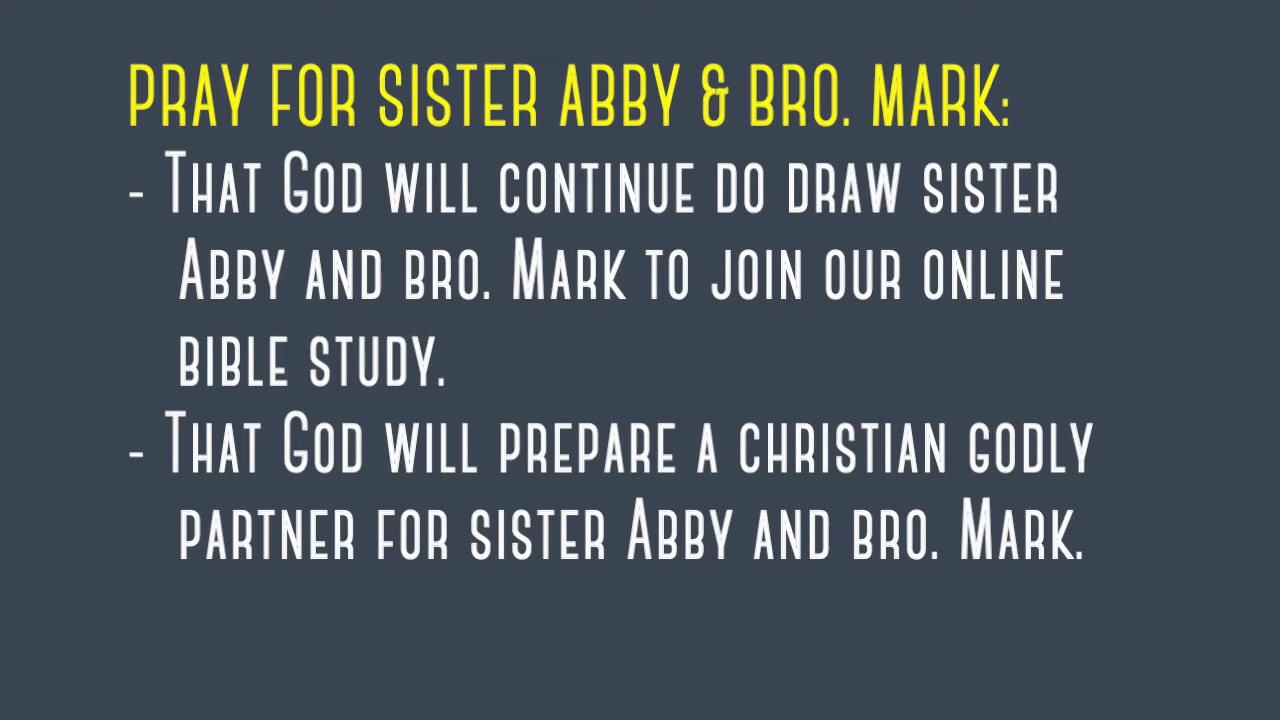 PRAY FOR SISTER ABBY & BRO. MARK:
- That God will continue do draw sister
Abby and bro. Mark to join our online
bible study.
- That God will prepare a christian godly
partner for sister Abby and bro. Mark.